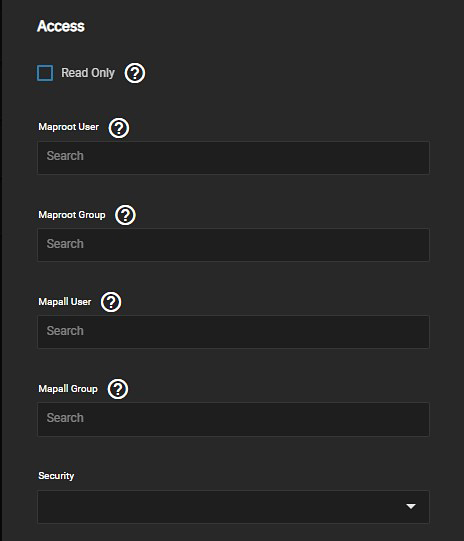 Access
Read Only ?
Maproot User ?
Search
Maproot Group ?
Search
Mapall User ?
Search
Mapall Group ?
Search
Security